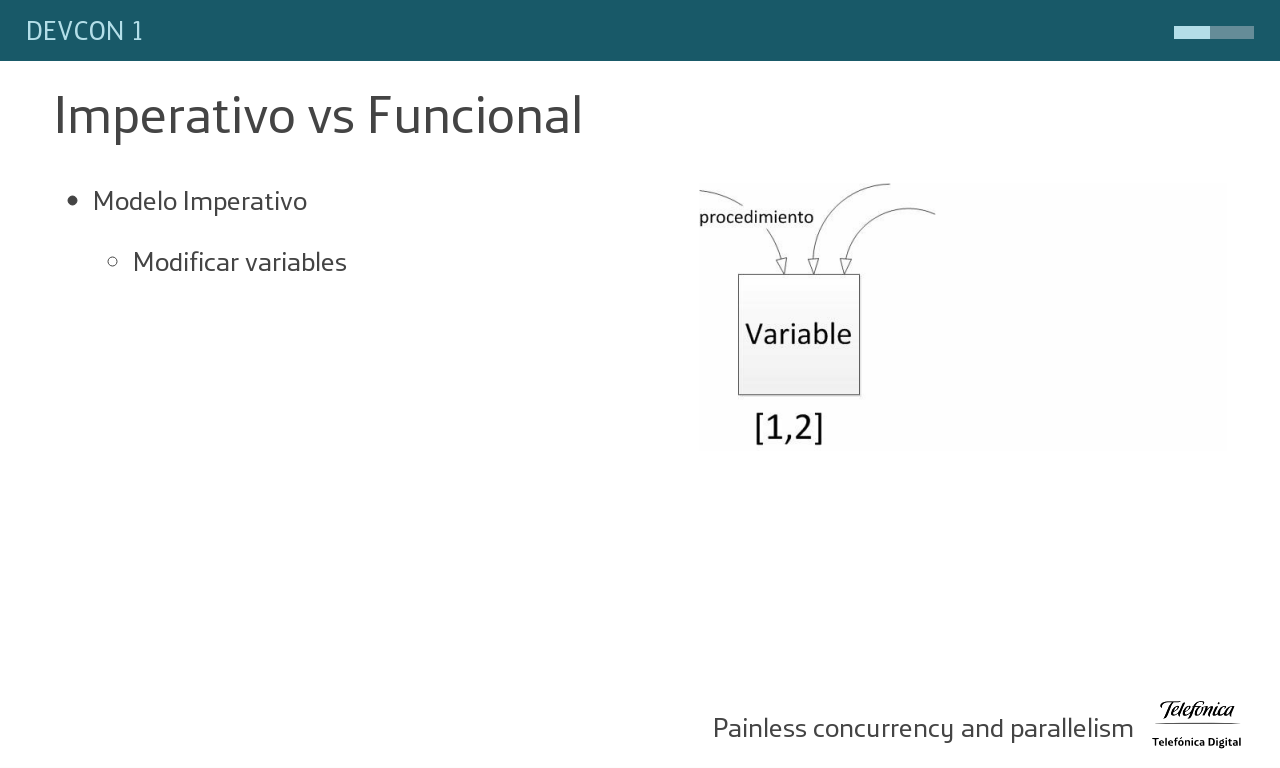 DEVCON 1
Imperativo vs Funcional
Modelo Imperativo
Modificar variables
procedimiento
Variable
[1,2]
Painless concurrency and parallelism
Telefónica
Telefónica Digital